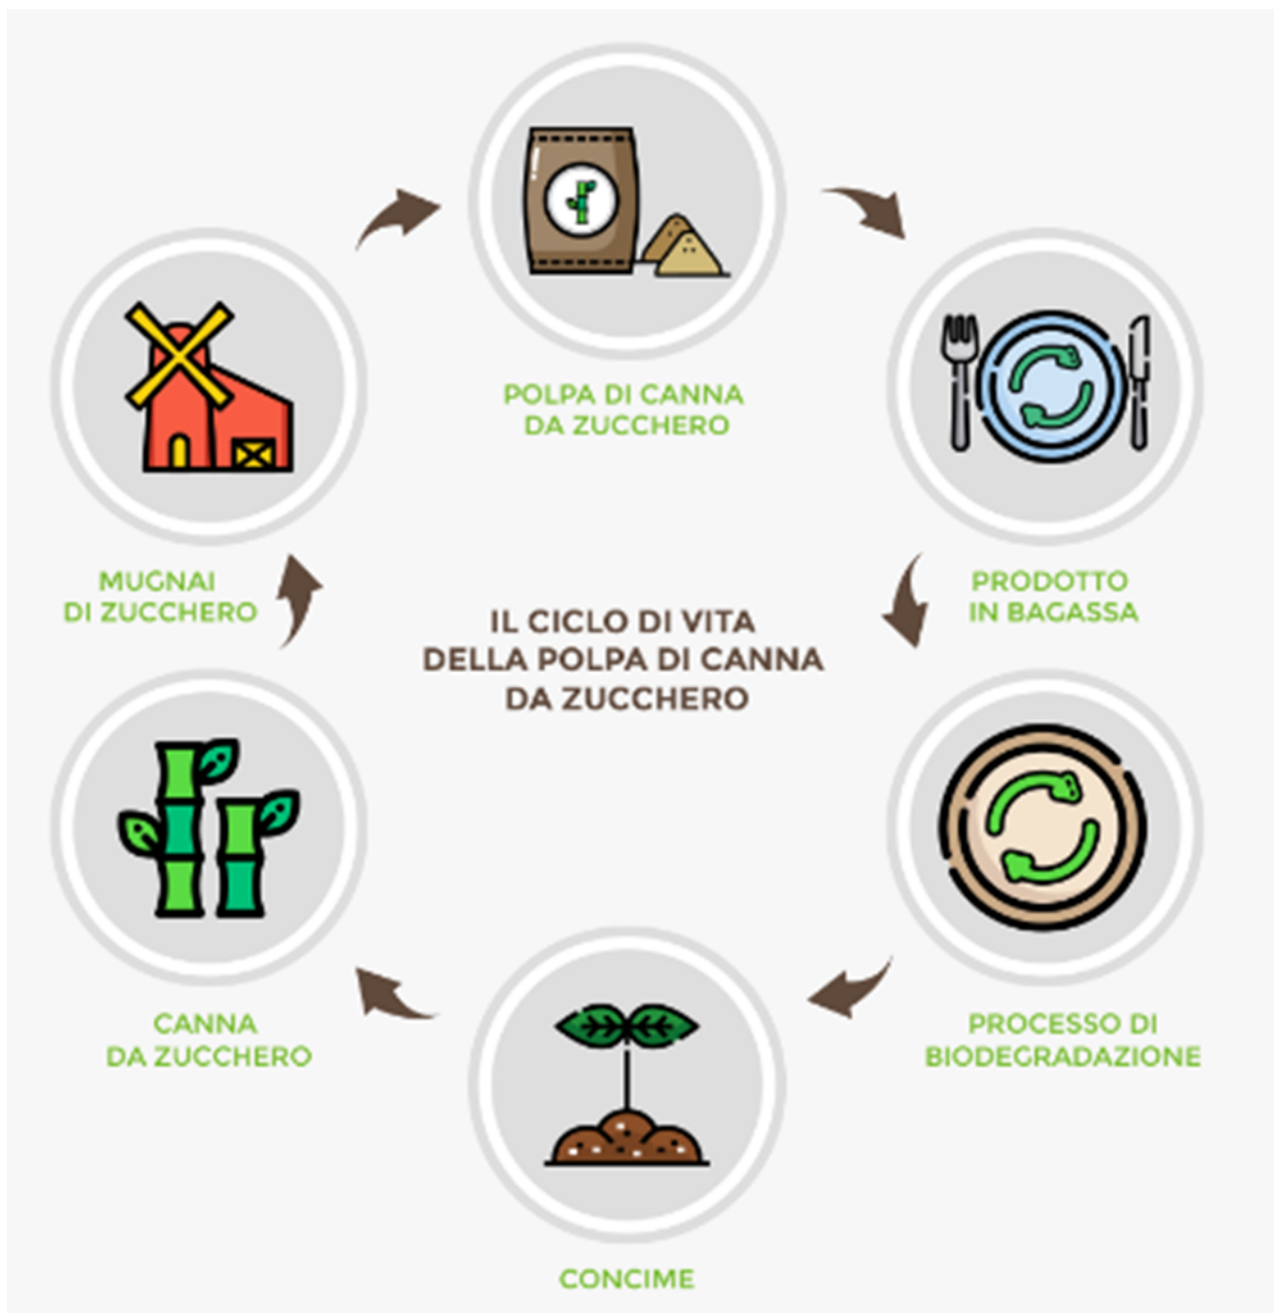 POLPA DI CANNA
DA ZUCCHERO
MUGNAI
DI ZUCCHERO
PRODOTTO
IN BAGASSA
IL CICLO DI VITA
DELLA POLPA DI CANNA
DA ZUCCHERO
CANNA
DA ZUCCHERO
PROCESSO DI
BIODEGRADAZIONE
CONCIME